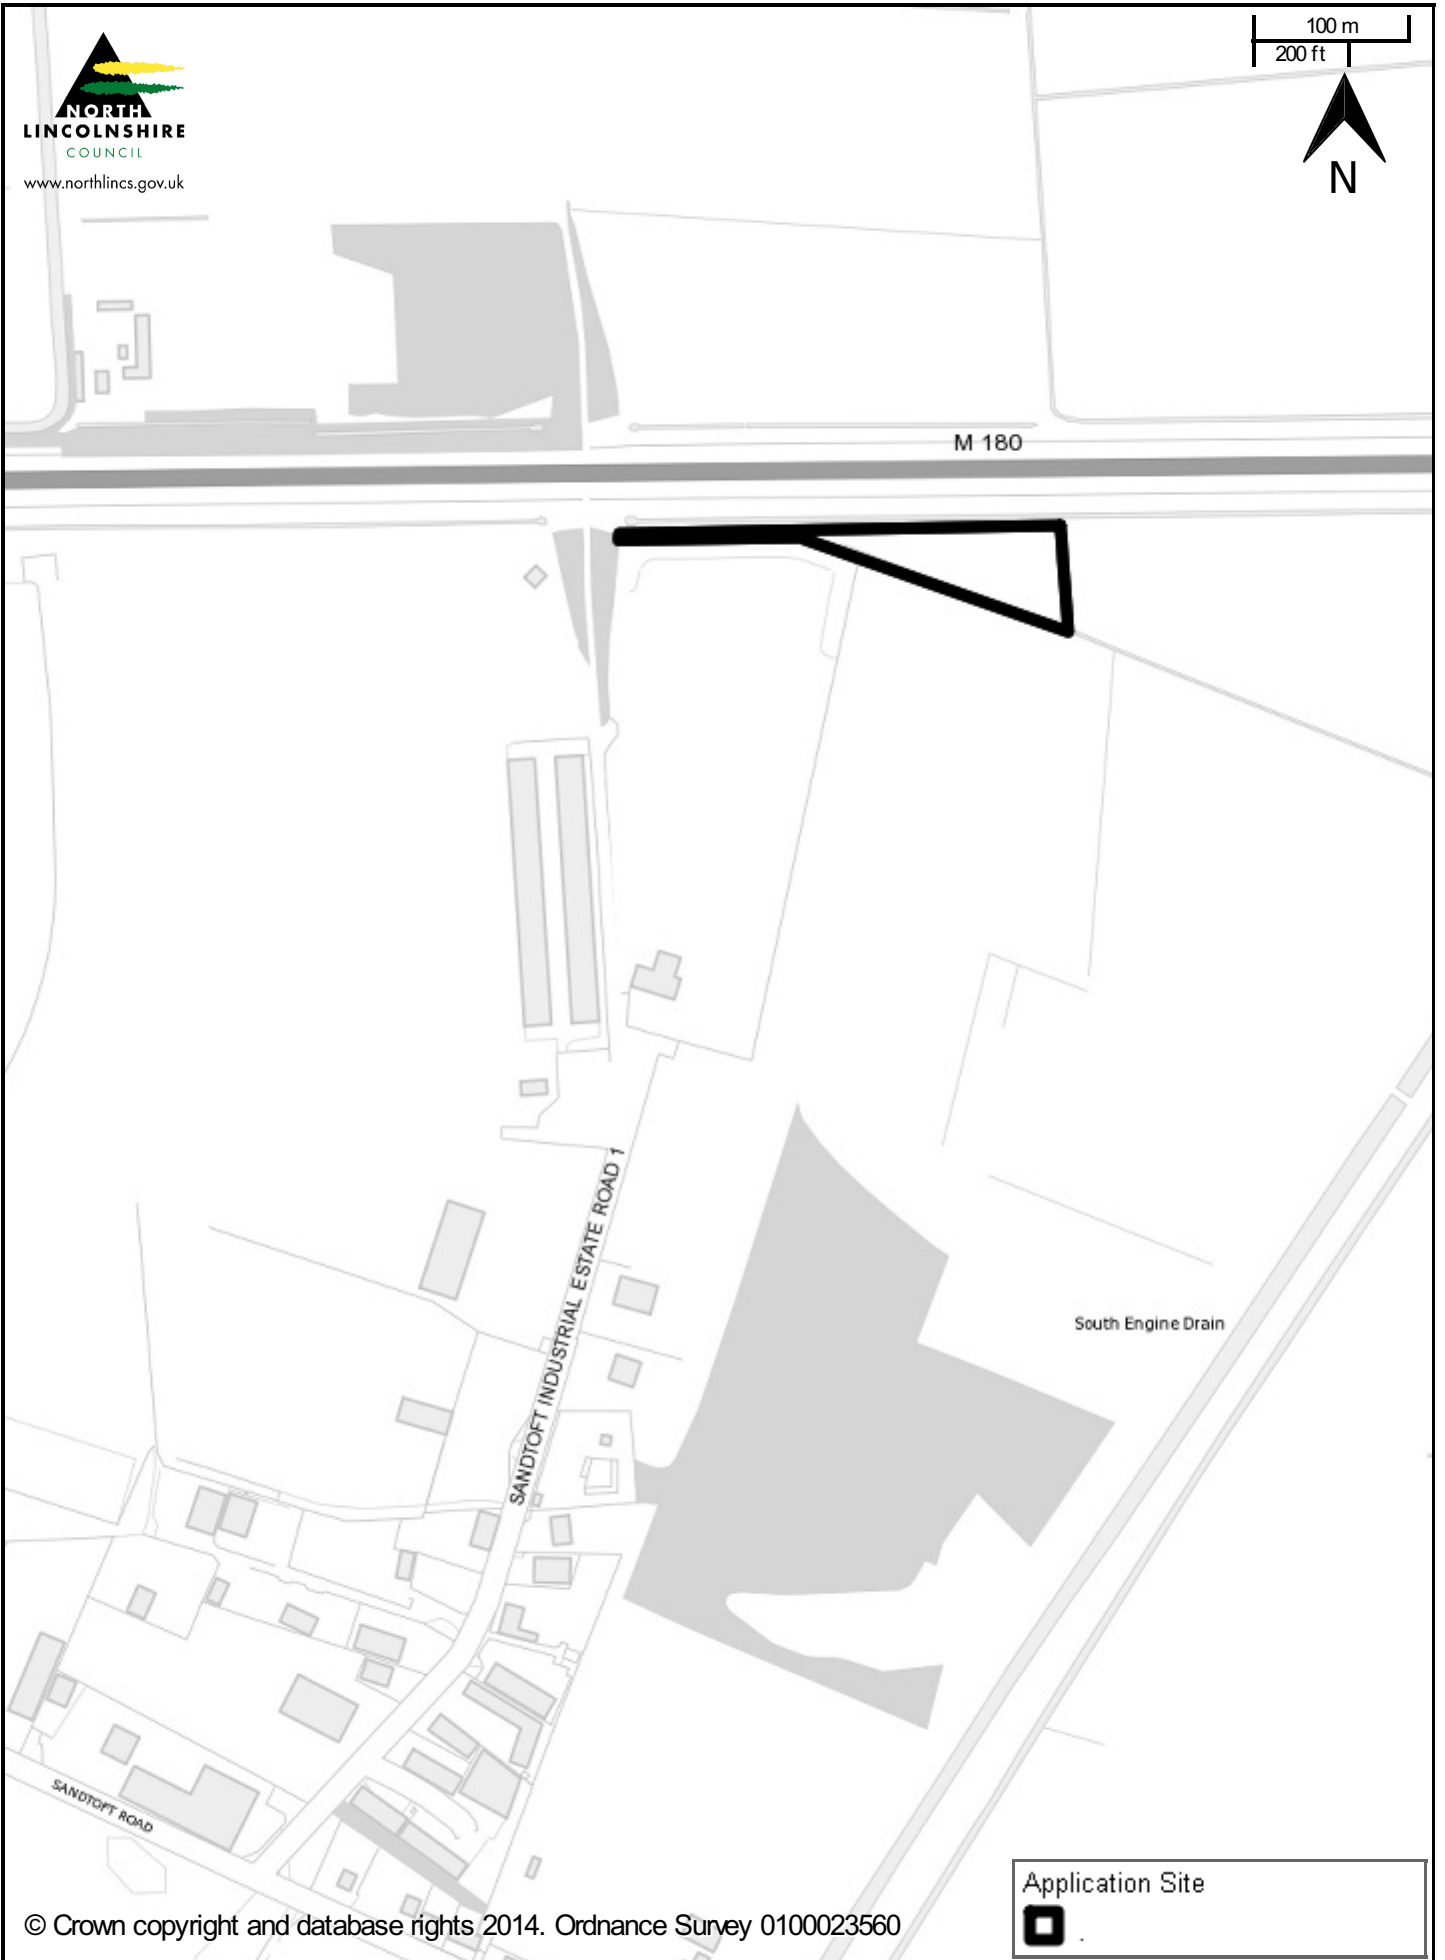 100 m
200 ft
NORTH
LINCOLNSHIRE
COUNCIL
www.northlincs.gov.uk
N
M 180
SANDTOFT INDUSTRIAL ESTATE ROAD 1
South Engine Drain
SANDTOFT ROAD
Application Site
.
© Crown copyright and database rights 2014. Ordnance Survey 0100023560